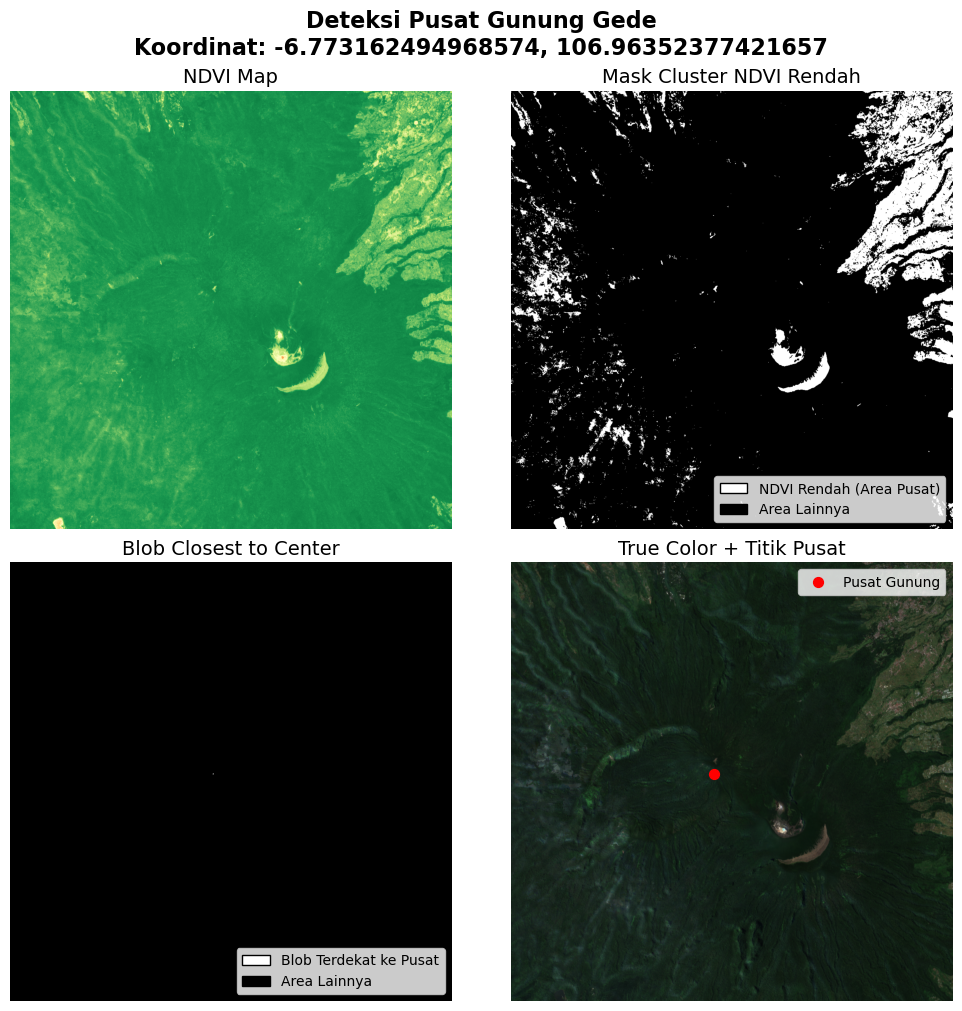 Deteksi Pusat Gunung Gede
Koordinat: -6.773162494968574, 106.96352377421657
NDVI Map
Mask Cluster NDVI Rendah
NDVI Rendah (Area Pusat)
Area Lainnya
Blob Closest to Center
True Color + Titik Pusat
Blob Terdekat ke Pusat
Area Lainnya
Pusat Gunung